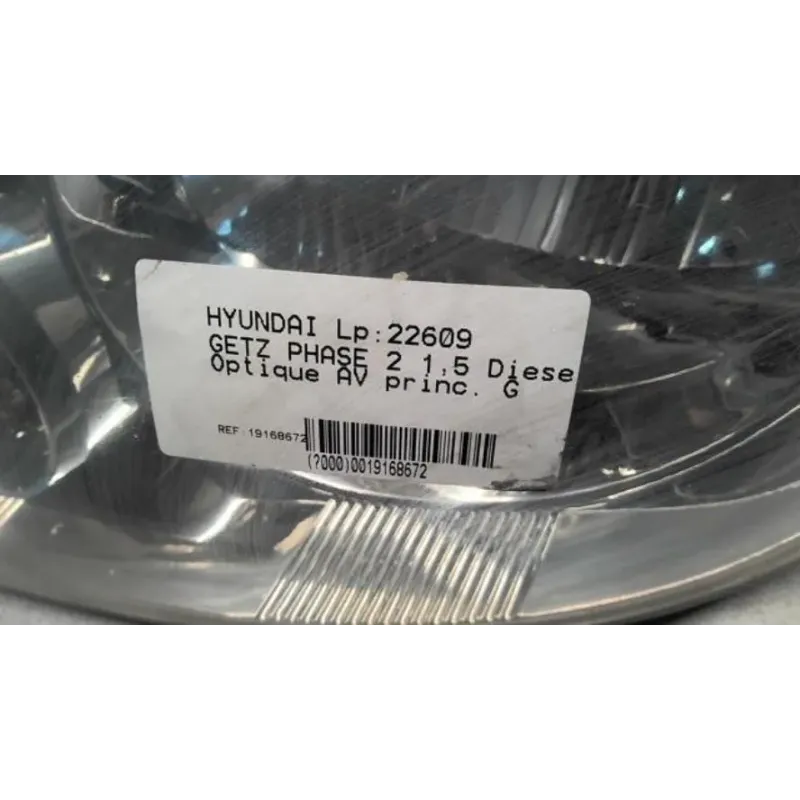 HYUNDAI Lp:22609
GETZ PHASE 2 1,5 Diese
Optique AV princ. G
REF:19168672
(?000)0019168672